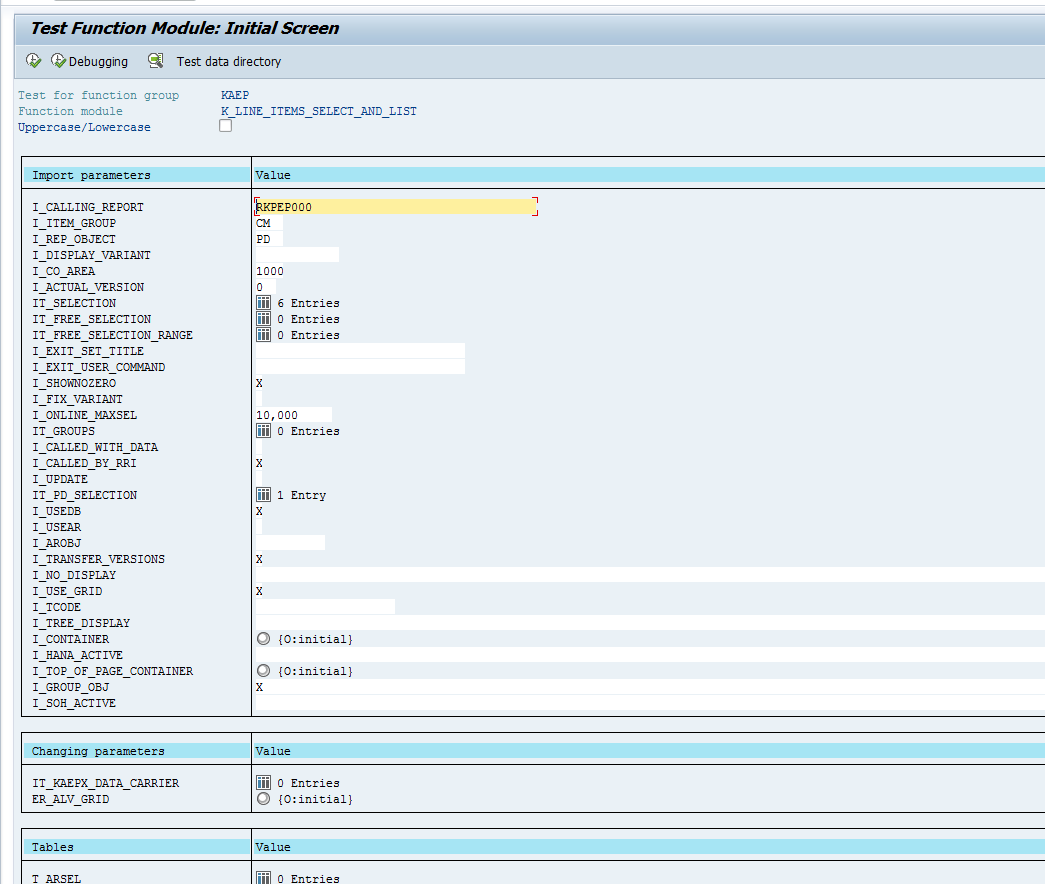 Test Function Module: Initial Screen
Debugging Test data directory
Test for function group KAEP
Function module K_LINE_ITEMS_SELECT_AND_LIST
Uppercase/Lowercase
Import parameters Value
I_CALLING_REPORT RKPEP000
I_ITEM_GROUP CM
I_REP_OBJECT PD
I_DISPLAY_VARIANT
I_CO_AREA 1000
I_ACTUAL_VERSION 0
IT_SELECTION 6 Entries
IT_FREE_SELECTION 0 Entries
IT_FREE_SELECTION_RANGE 0 Entries
I_EXIT_SET_TITLE
I_EXIT_USER_COMMAND
I_SHOWNOZERO X
I_FIX_VARIANT
I_ONLINE_MAXSEL 10,000
IT_GROUPS 0 Entries
I_CALLED_WITH_DATA
I_CALLED_BY_RRI X
I_UPDATE
IT_PD_SELECTION 1 Entry
I_USEDB X
I_USEAR
I_AROBJ
I_TRANSFER_VERSIONS X
I_NO_DISPLAY
I_USE_GRID X
I_TCODE
I_TREE_DISPLAY
I_CONTAINER {O:initial}
I_HANA_ACTIVE
I_TOP_OF_PAGE_CONTAINER {O:initial}
I_GROUP_OBJ X
I_SOH_ACTIVE
Changing parameters Value
IT_KAEPX_DATA_CARRIER 0 Entries
ER_ALV_GRID {O:initial}
Tables Value
T_ARSEL 0 Entries